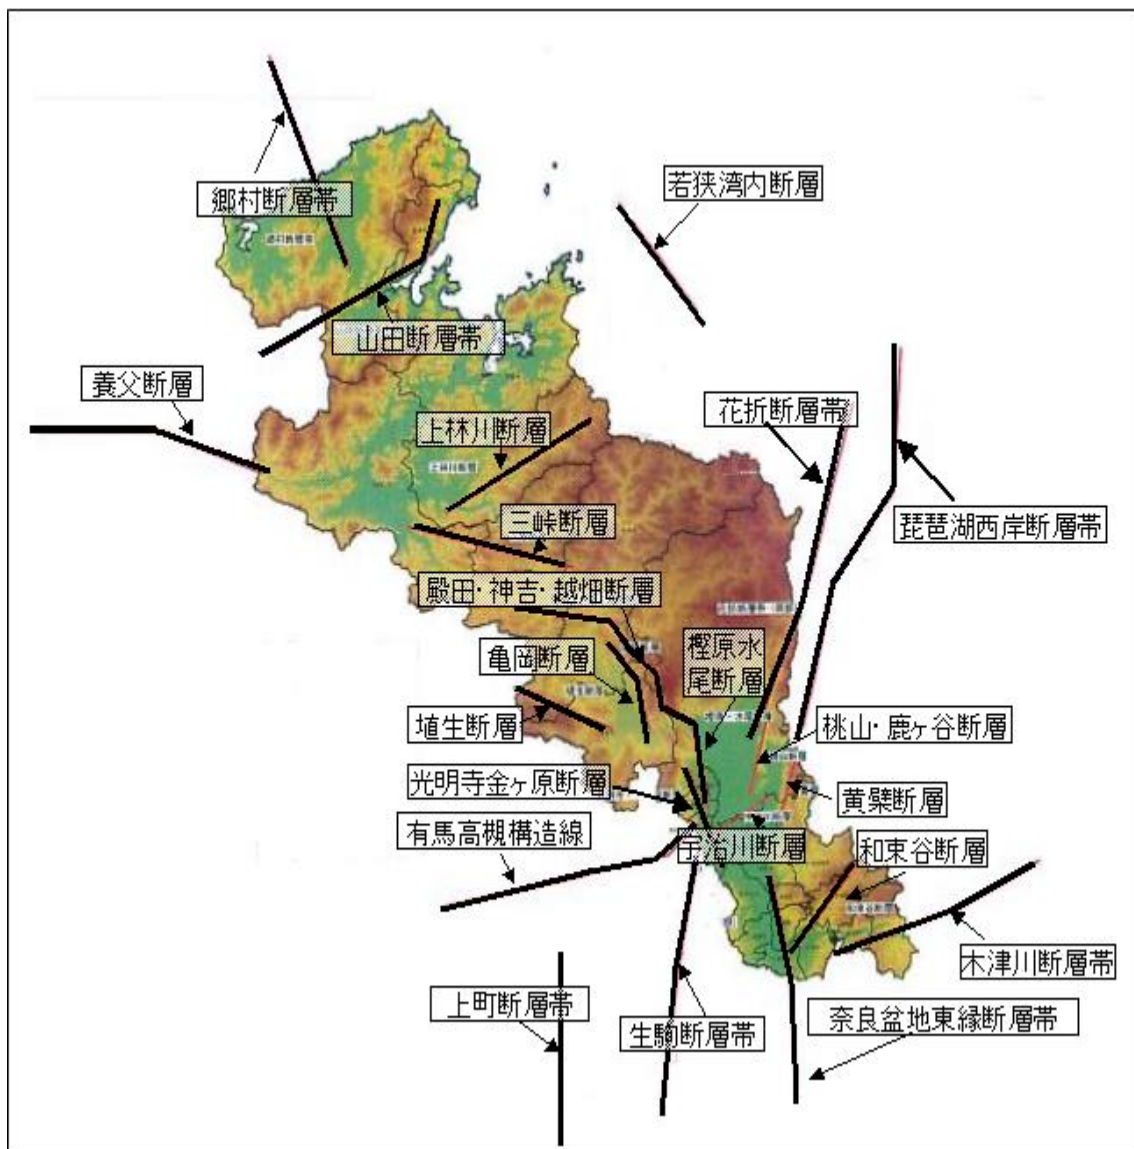 郷村断層帯
若狭湾内断層
山田断層帯
養父断層
花折断層帯
上林川断層
上林川断層
三峠断層
琵琶湖西岸断層帯
殿田・神吉・越畑断層
樫原水
尾断層
亀岡断層
埴生断層
桃山・鹿ヶ谷断層
光明寺金ヶ原断層
黄檗断層
有馬高槻構造線
宇治川断層
和束谷断層
木津川断層帯
上町断層帯
生駒断層帯
奈良盆地東縁断層帯